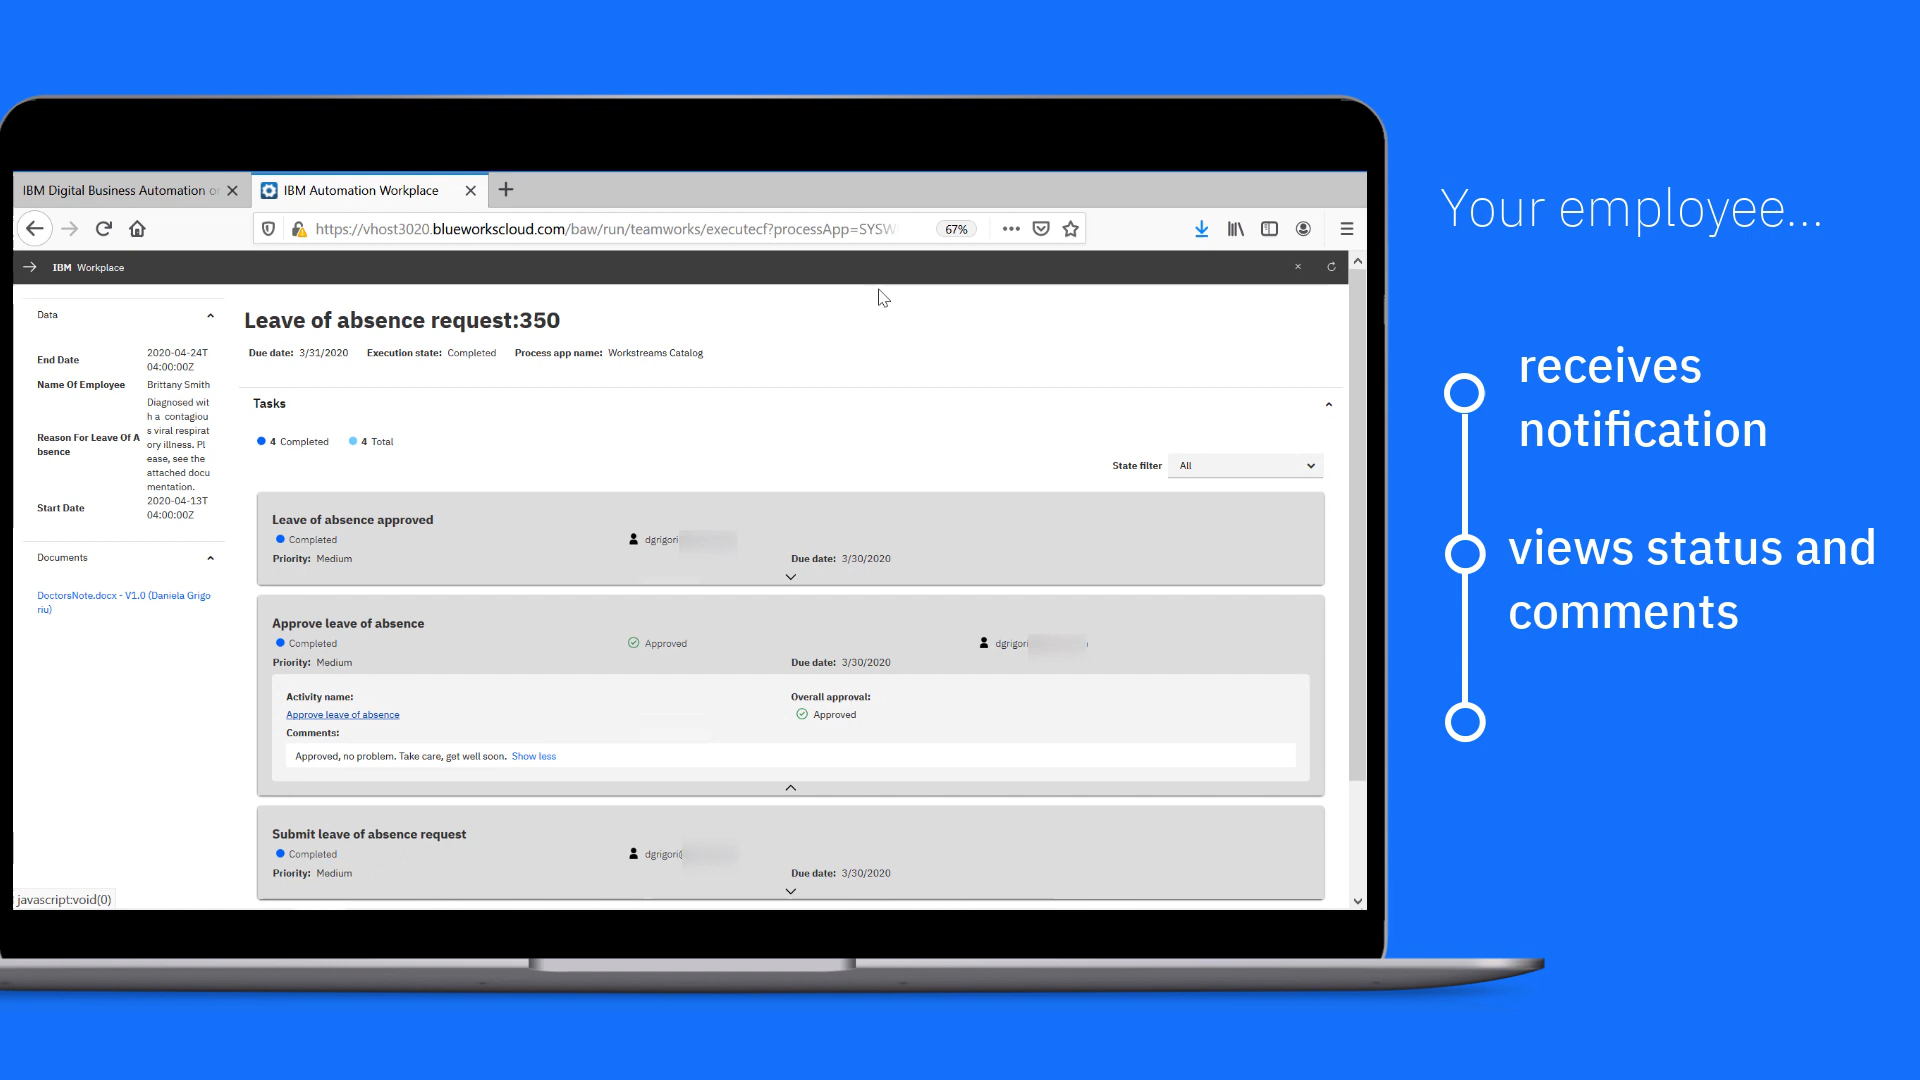 IBM Digital Business Automation o
IBM Automation Workplace
https://vhost3020.blueworkscloud.com/baw/run/teamworks/executecf?processApp=SYSW
67%
IBM Workplace
Your employee...
receives
notification
views status and
comments
Data
End Date
2020-04-24T
04:00:00Z
Name Of Employee
Brittany Smith
Reason For Leave Of A
bsence
Diagnosed wit
h a contagiou
s viral respirat
ory illness. Pl
ease, see the
attached docu
mentation.
Start Date
2020-04-13T
04:00:00Z
Documents
DoctorsNote.docx - V1.0 (Daniela Grigo
riu)
Leave of absence request:350
Due date: 3/31/2020 Execution state: Completed Process app name: Workstreams Catalog
Tasks
4 Completed 4 Total
State filter All
Leave of absence approved
Completed dgrigori
Priority: Medium Due date: 3/30/2020
Approve leave of absence
Completed Approved dgrigori
Priority: Medium Due date: 3/30/2020
Activity name: Overall approval:
Approve leave of absence Approved
Comments:
Approved, no problem. Take care, get well soon. Show less
Submit leave of absence request
Completed dgrigori@
Priority: Medium Due date: 3/30/2020
javascript:void(0)